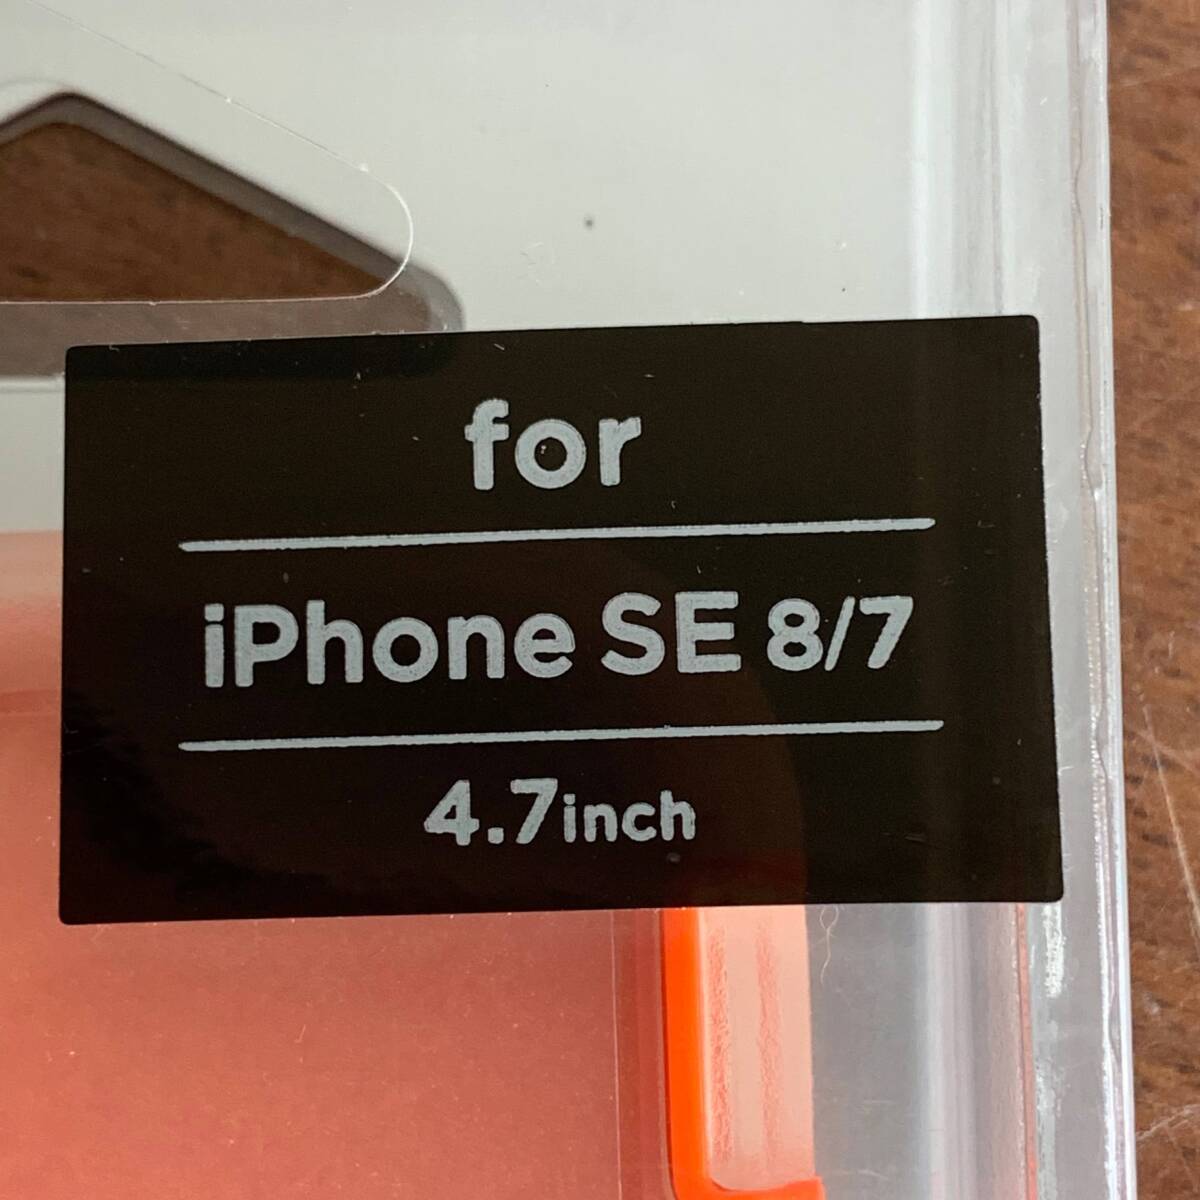 for
iPhone SE 8/7
4.7inch